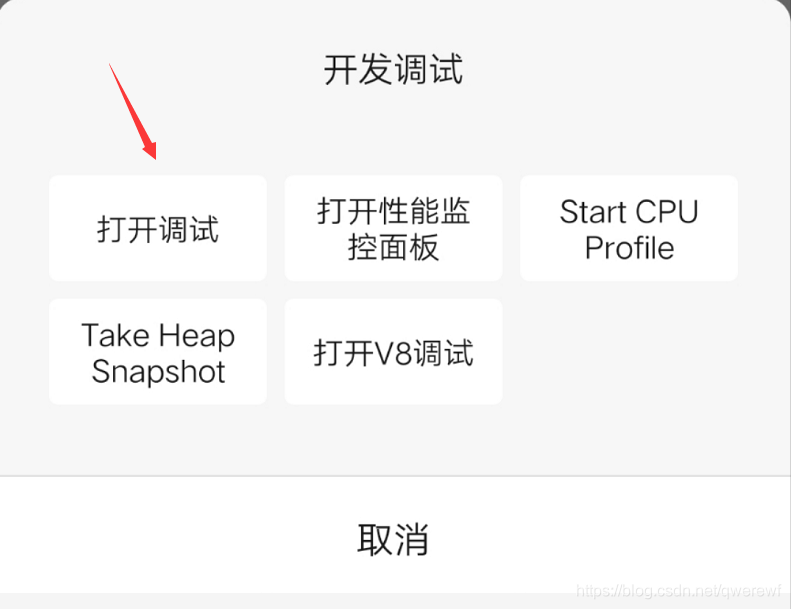 开发调试
打开调试
打开性能监
控面板
Start CPU
Profile
Take Heap
Snapshot
打开V8调试
取消
https://blog.csdn.net/qwerewf